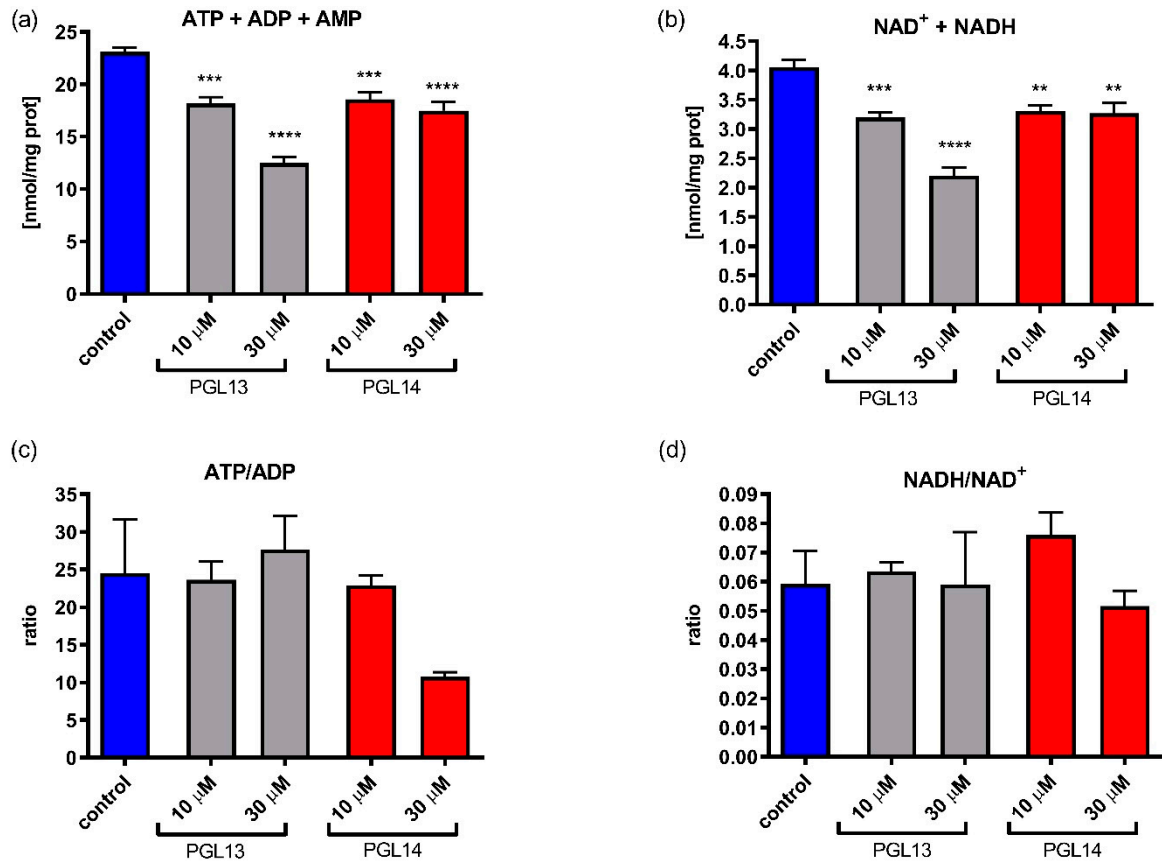 (a)
ATP + ADP + AMP
[nmol/mg prot]
25
20
15
10
5
0
***
****
***
****
control
10 μM
30 μM
10 μM
30 μM
PGL13
PGL14
(b)
NAD⁺ + NADH
[nmol/mg prot]
4.5
4.0
3.5
3.0
2.5
2.0
1.5
1.0
0.5
0.0
***
****
**
**
control
10 μM
30 μM
10 μM
30 μM
PGL13
PGL14
(c)
ATP/ADP
ratio
35
30
25
20
15
10
5
0
control
10 μM
30 μM
10 μM
30 μM
PGL13
PGL14
(d)
NADH/NAD⁺
ratio
0.09
0.08
0.07
0.06
0.05
0.04
0.03
0.02
0.01
0.00
control
10 μM
30 μM
10 μM
30 μM
PGL13
PGL14